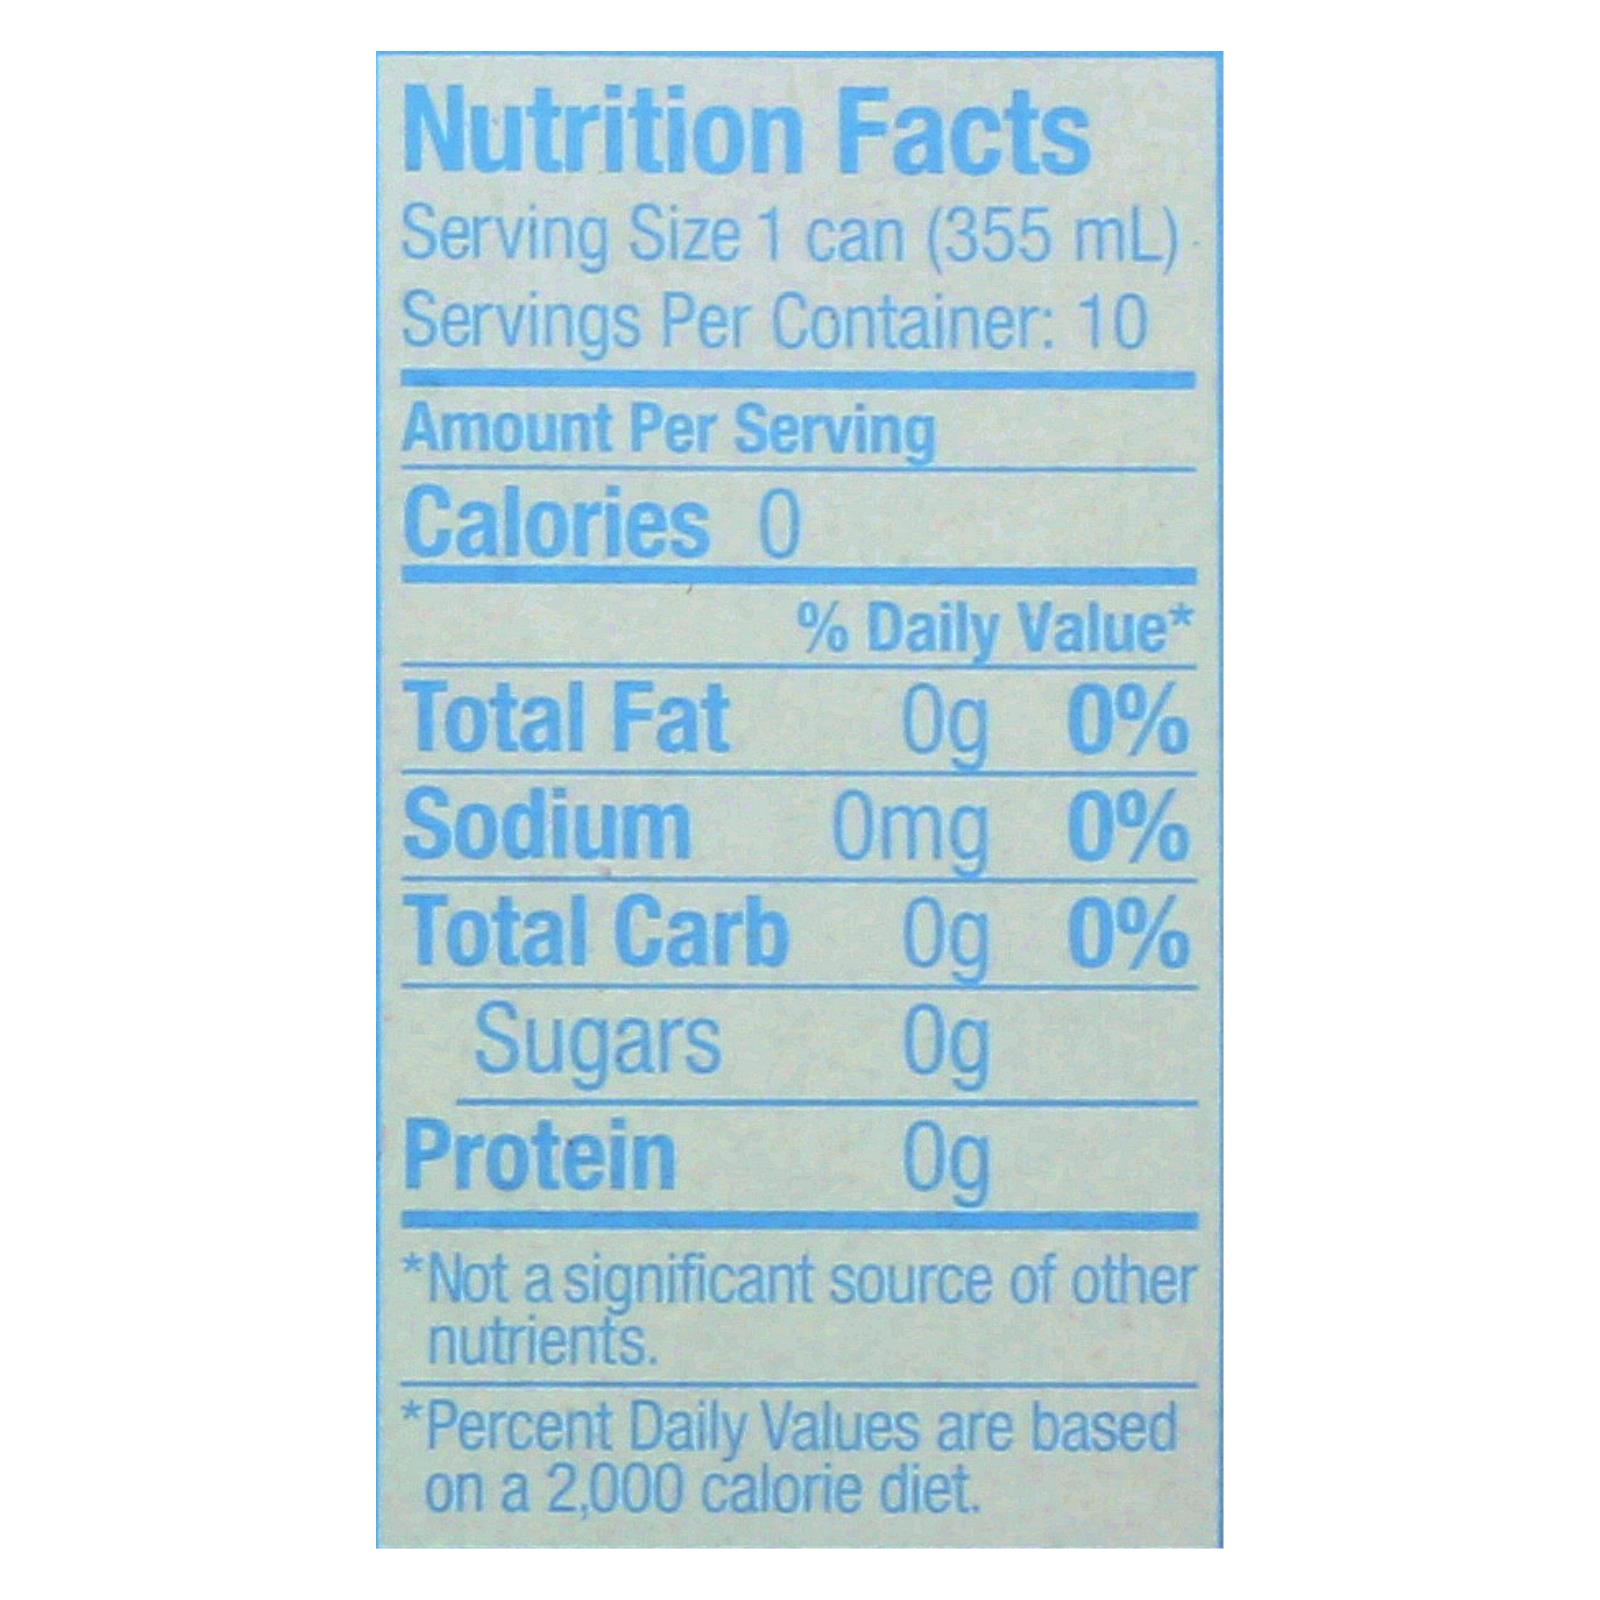 Nutrition Facts
Serving Size 1 can (355 mL)
Servings Per Container: 10
Amount Per Serving
Calories 0
% Daily Value*
Total Fat 0g 0%
Sodium 0mg 0%
Total Carb 0g 0%
Sugars 0g
Protein 0g
*Not a significant source of other
nutrients.
*Percent Daily Values are based
on a 2,000 calorie diet.